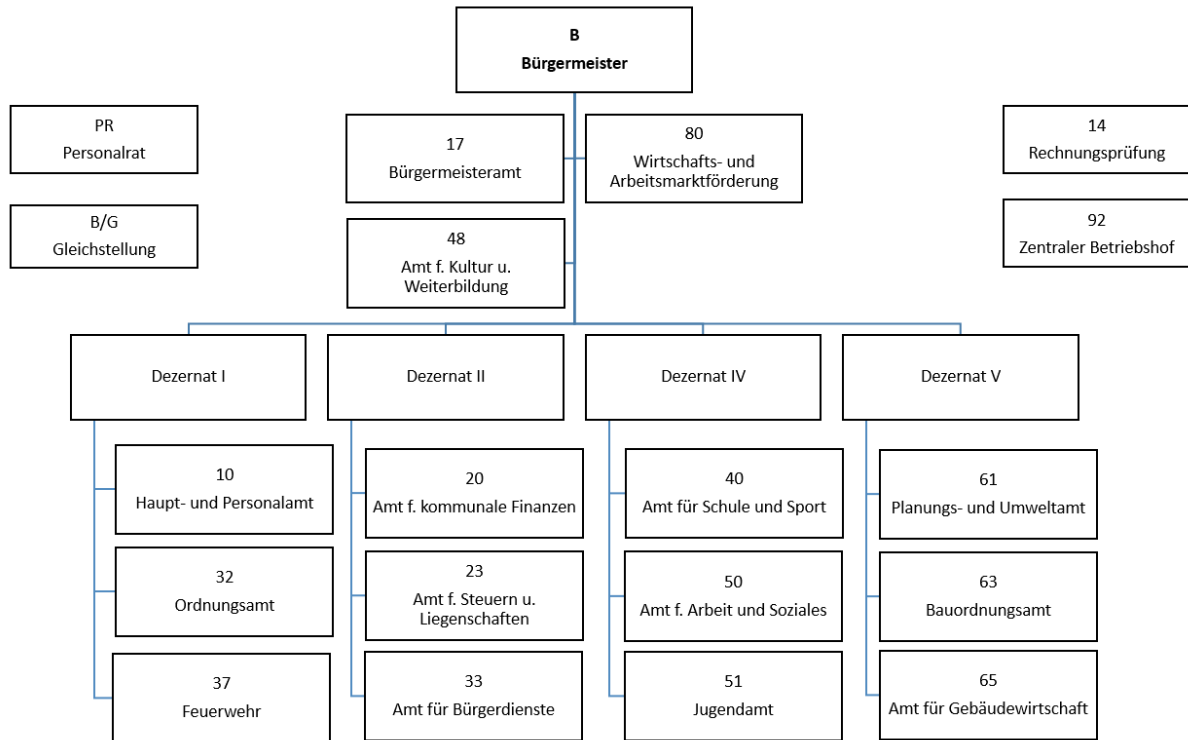 B
Bürgermeister
PR
Personalrat
17
Bürgermeisteramt
80
Wirtschafts- und
Arbeitsmarktförderung
14
Rechnungsprüfung
B/G
Gleichstellung
48
Amt f. Kultur u.
Weiterbildung
92
Zentraler Betriebshof
Dezernat I
Dezernat II
Dezernat IV
Dezernat V
10
Haupt- und Personalamt
20
Amt f. kommunale Finanzen
40
Amt für Schule und Sport
61
Planungs- und Umweltamt
32
Ordnungsamt
23
Amt f. Steuern u.
Liegenschaften
50
Amt f. Arbeit und Soziales
63
Bauordnungsamt
37
Feuerwehr
33
Amt für Bürgerdienste
51
Jugendamt
65
Amt für Gebäudewirtschaft